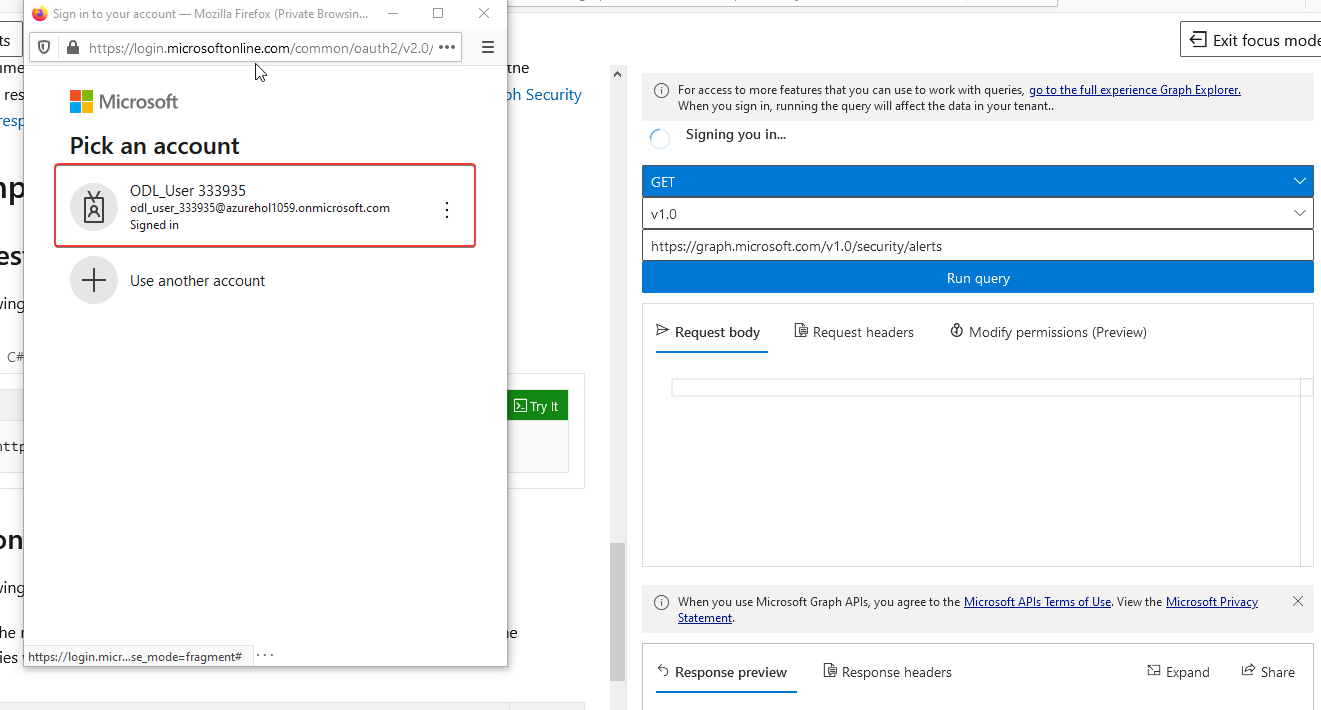 Sign in to your account — Mozilla Firefox (Private Browsin...
https://login.microsoftonline.com/common/oauth2/v2.0/
Microsoft
Pick an account
ODL_User 333935
odl_user_333935@azurehol1059.onmicrosoft.com
Signed in
Use another account
https://login.micr...se_mode=fragment#
ts
Exit focus mode
ime
the
res
ph Security
resp
mp
est
wing
C#
Try It
http
on
wing
he r
he
ies w
For access to more features that you can use to work with queries, go to the full experience Graph Explorer.
When you sign in, running the query will affect the data in your tenant..
Signing you in...
GET
v1.0
https://graph.microsoft.com/v1.0/security/alerts
Run query
Request body
Request headers
Modify permissions (Preview)
When you use Microsoft Graph APIs, you agree to the Microsoft APIs Terms of Use. View the Microsoft Privacy
Statement.
Response preview
Response headers
Expand
Share